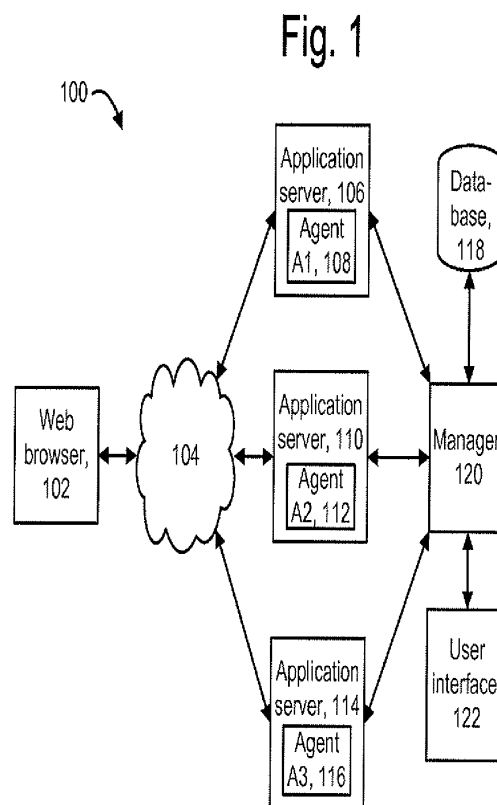 Fig. 1
100
Application
server, 106
Agent
A1, 108
Data-
base,
118
Web
browser,
102
104
Application
server, 110
Agent
A2, 112
Manager
120
Application
server, 114
Agent
A3, 116
User
interface
122